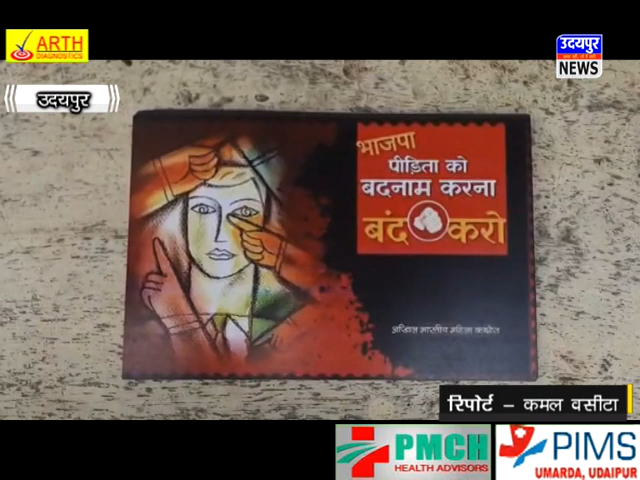 ARTH
DIAGNOSTICS
उदयपुर
NEWS
उदयपुर
भाजपा
पीड़िता को
बदनाम करना
बंद करो
अखिल भारतीय महिला कांग्रेस
रिपोर्ट – कमल वसीटा
PMCH
HEALTH ADVISORS
PIMS
UMARDA, UDAIPUR